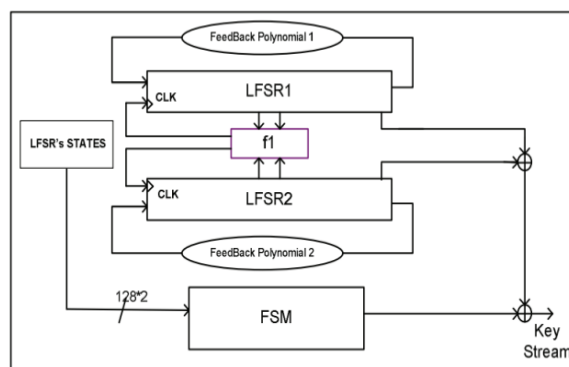 FeedBack Polynomial 1
LFSR1
CLK
f1
LFSR's STATES
CLK
LFSR2
FeedBack Polynomial 2
128*2
FSM
Key
Stream